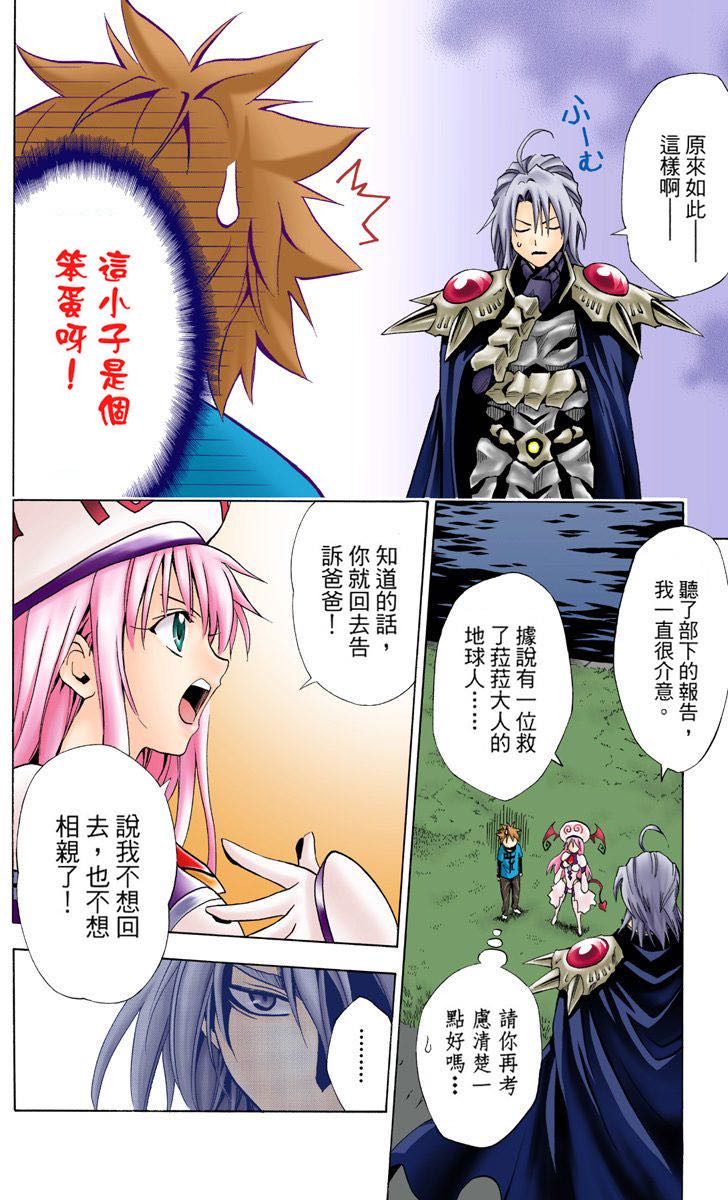 原來如此──
這樣啊──
ふーむ
這小子是個
笨蛋呀！
聽了部下的報告，
我一直很介意。
據說有一位救
了菈菈大人的
地球人……
請你再考
慮清楚一
點好嗎…
知道的話，
你就回去告
訴爸爸！
說我不想回
去，也不想
相親了！
………